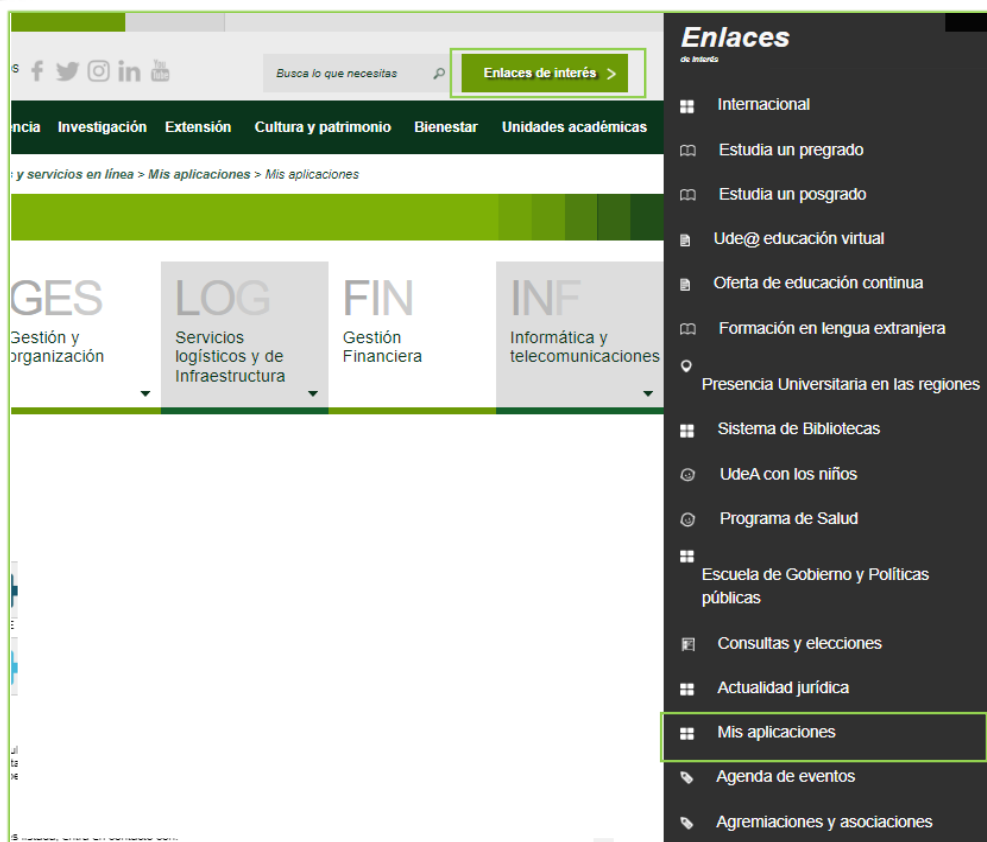 Busca lo que necesitas
Enlaces de interés >
Investigación Extensión Cultura y patrimonio Bienestar Unidades académicas
y servicios en línea > Mis aplicaciones > Mis aplicaciones
GES
Gestión y
organización
LOG
Servicios
logísticos y de
Infraestructura
FIN
Gestión
Financiera
INF
Informática y
telecomunicaciones
Enlaces
de Interés
Internacional
Estudia un pregrado
Estudia un posgrado
Ude@ educación virtual
Oferta de educación continua
Formación en lengua extranjera
Presencia Universitaria en las regiones
Sistema de Bibliotecas
UdeA con los niños
Programa de Salud
Escuela de Gobierno y Políticas
públicas
Consultas y elecciones
Actualidad jurídica
Mis aplicaciones
Agenda de eventos
Agremiaciones y asociaciones